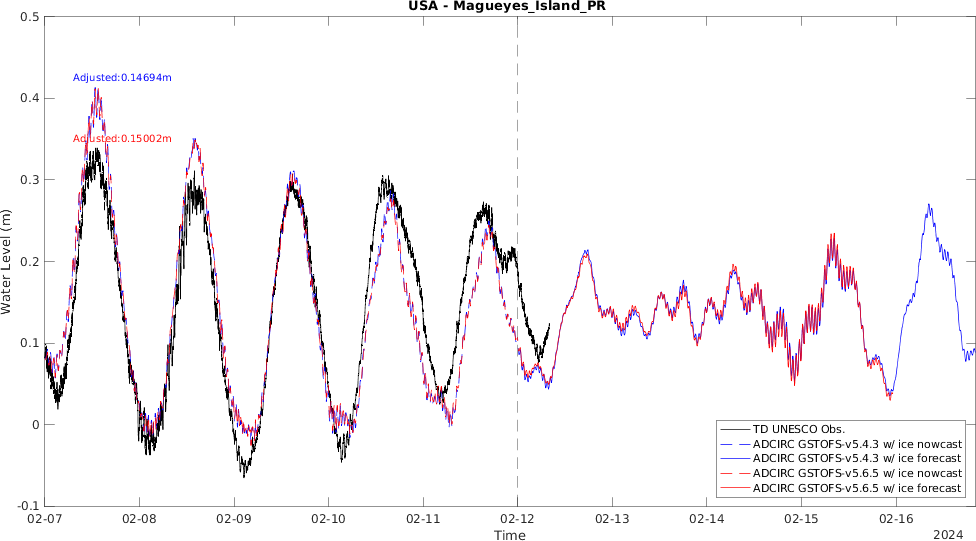 USA - Magueyes_Island_PR
0.5
0.4
0.3
0.2
0.1
0
-0.1
Water Level (m)
Adjusted:0.14694m
Adjusted:0.15002m
TD UNESCO Obs.
ADCIRC GSTOFS-v5.4.3 w/ ice nowcast
ADCIRC GSTOFS-v5.4.3 w/ ice forecast
ADCIRC GSTOFS-v5.6.5 w/ ice nowcast
ADCIRC GSTOFS-v5.6.5 w/ ice forecast
02-07 02-08 02-09 02-10 02-11 02-12 02-13 02-14 02-15 02-16
Time
2024